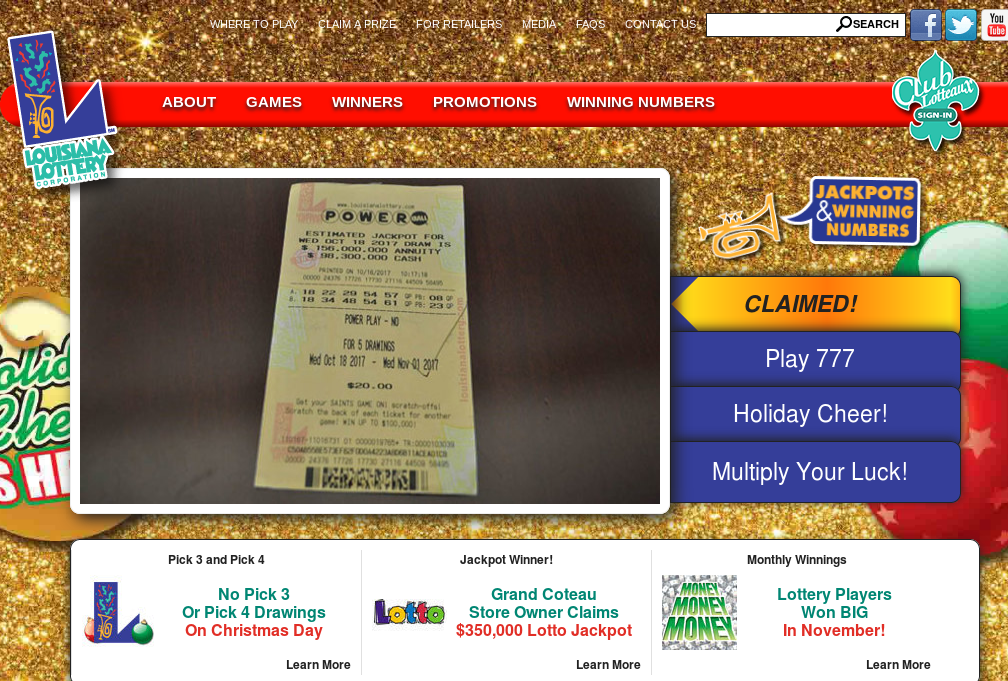 WHERE TO PLAY CLAIM A PRIZE FOR RETAILERS MEDIA FAQS CONTACT US
SEARCH
You
Tube
Club
Lotteaux
SIGN-IN
ABOUT GAMES WINNERS PROMOTIONS WINNING NUMBERS
LOUISIANA
LOTTERY
CORPORATION
JACKPOTS
& WINNING
NUMBERS
www.louisianalottery.com
POWERBALL
ESTIMATED JACKPOT FOR
WED OCT 18 2017 DRAW IS
$ 156,000,000 ANNUITY
$ 98,300,000 CASH
PRINTED ON 10/16/2017 10:17:18
A. 18 22 29 54 57 QP PB: 08 QP
B. 18 34 48 54 61 QP PB: 23 QP
POWER PLAY - NO
FOR 5 DRAWINGS
Wed Oct 18 2017 - Wed Nov 01 2017
$20.00
Get your SAINTS GAME ON! scratch-offs!
Scratch the back of each ticket for another
game! WIN UP TO $100,000!
louisianalottery.com
CLAIMED!
Play 777
Holiday Cheer!
Multiply Your Luck!
Pick 3 and Pick 4
No Pick 3
Or Pick 4 Drawings
On Christmas Day
Learn More
Jackpot Winner!
Lotto
Grand Coteau
Store Owner Claims
$350,000 Lotto Jackpot
Learn More
Monthly Winnings
MONEY
MONEY
MONEY
Lottery Players
Won BIG
In November!
Learn More